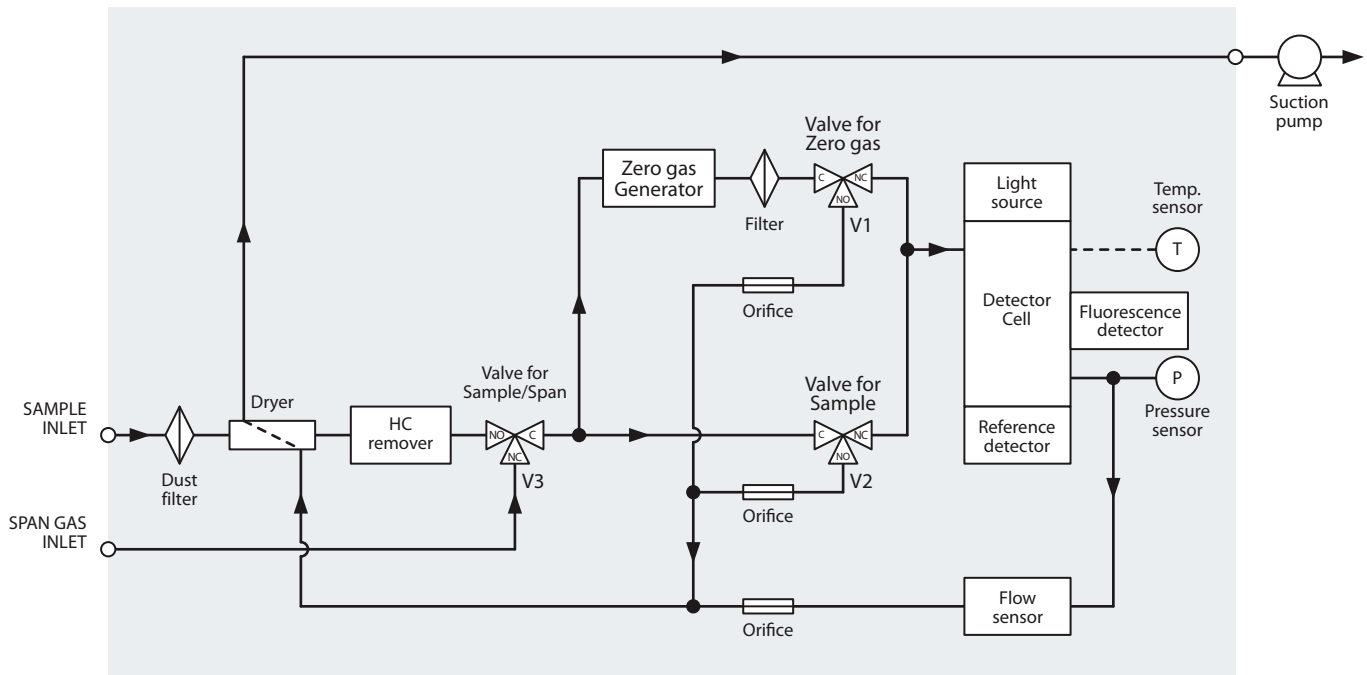 Suction
pump
Valve for
Zero gas
Zero gas
Generator
C
NC
NO
Filter
V1
Light
source
Temp.
sensor
T
Orifice
Detector
Cell
Fluorescence
detector
Valve for
Sample/Span
Valve for
Sample
P
Pressure
sensor
SAMPLE
INLET
Dryer
HC
remover
NO
C
NC
V3
C
NC
NO
V2
Reference
detector
Dust
filter
Orifice
SPAN GAS
INLET
Flow
sensor
Orifice